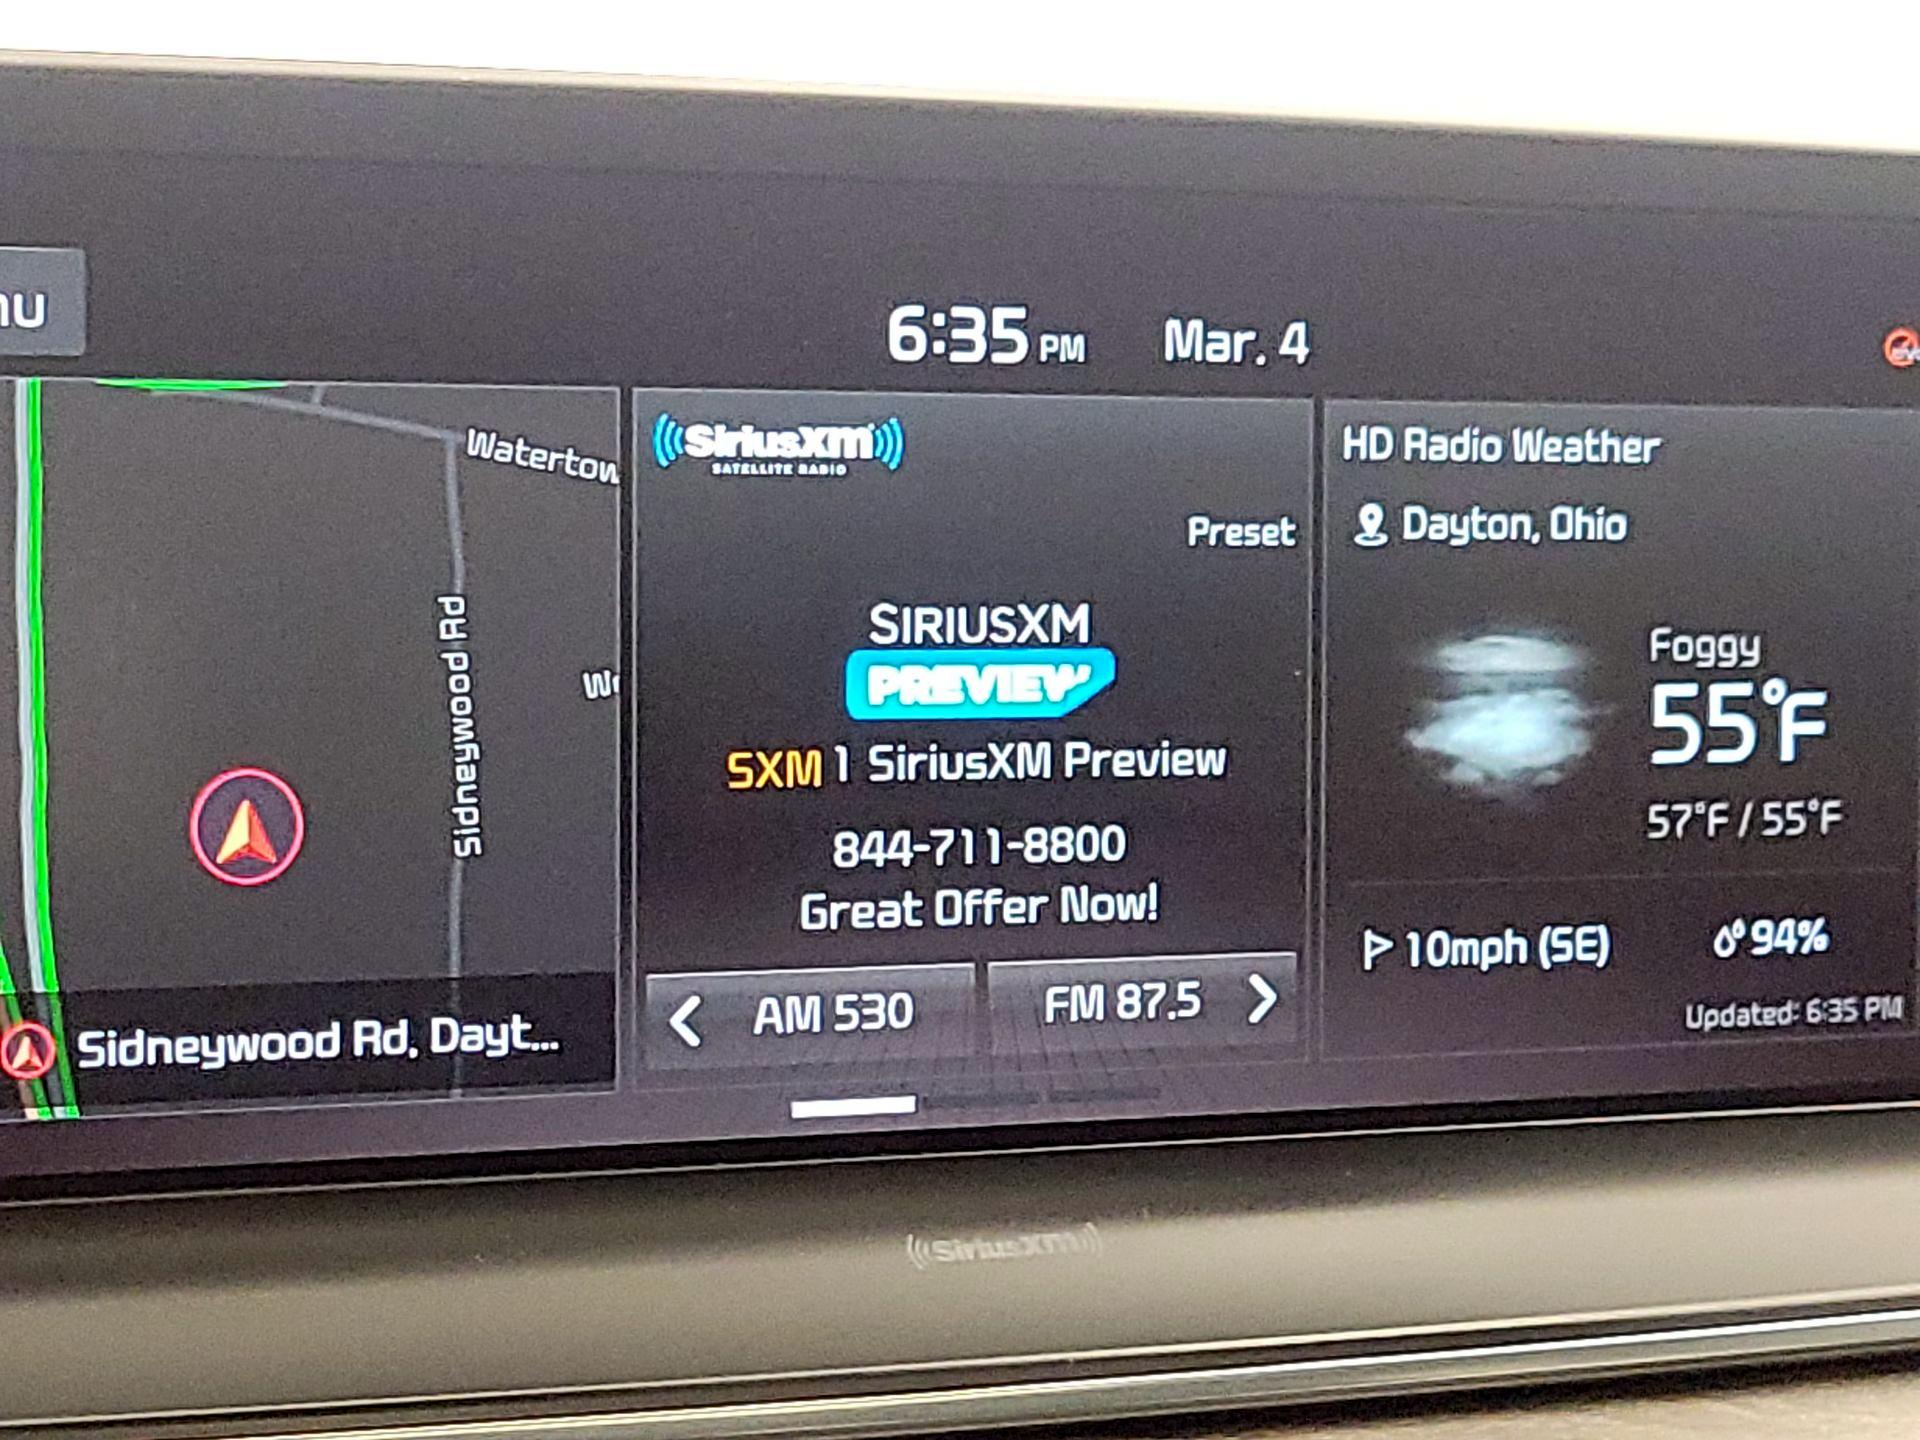 nu
6:35 PM Mar. 4
Watertow
Sidneywood Rd
Sidneywood Rd, Dayt...
((SiriusXM))
SATELLITE RADIO
Preset
SIRIUSXM
PREVIEW
SXM 1 SiriusXM Preview
844-711-8800
Great Offer Now!
< AM 530
FM 87.5 >
HD Radio Weather
Dayton, Ohio
Foggy
55°F
57°F / 55°F
10mph (SE)
94%
Updated: 6:35 PM
((SiriusXM))